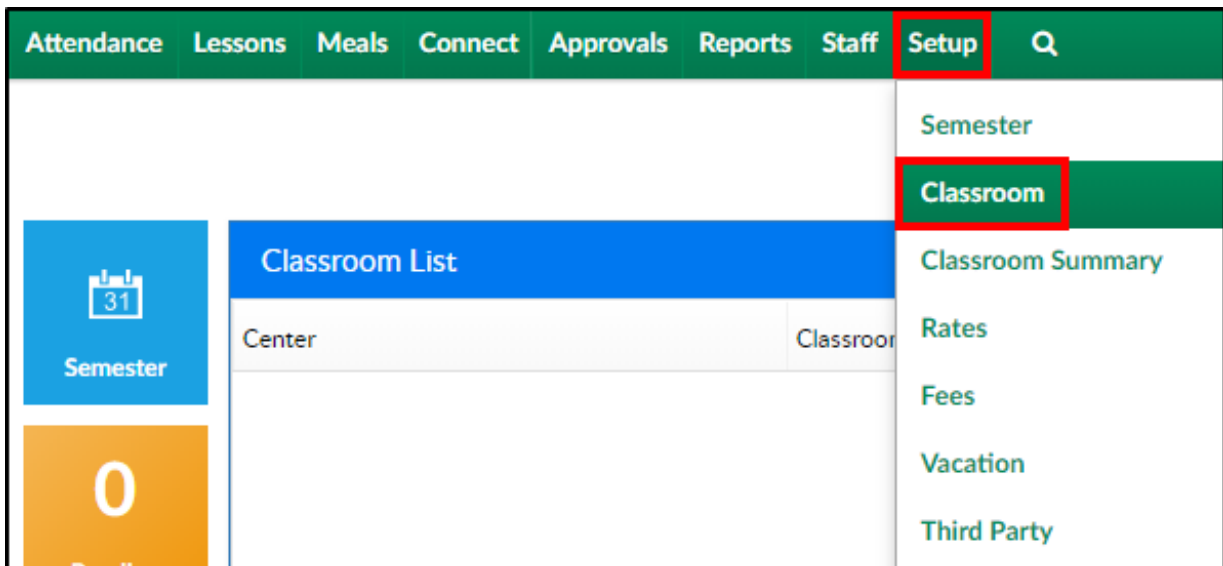 Attendance Lessons Meals Connect Approvals Reports Staff Setup
Semester
Classroom
Classroom Summary
Rates
Fees
Vacation
Third Party
31
Semester
0
Classroom List
Center